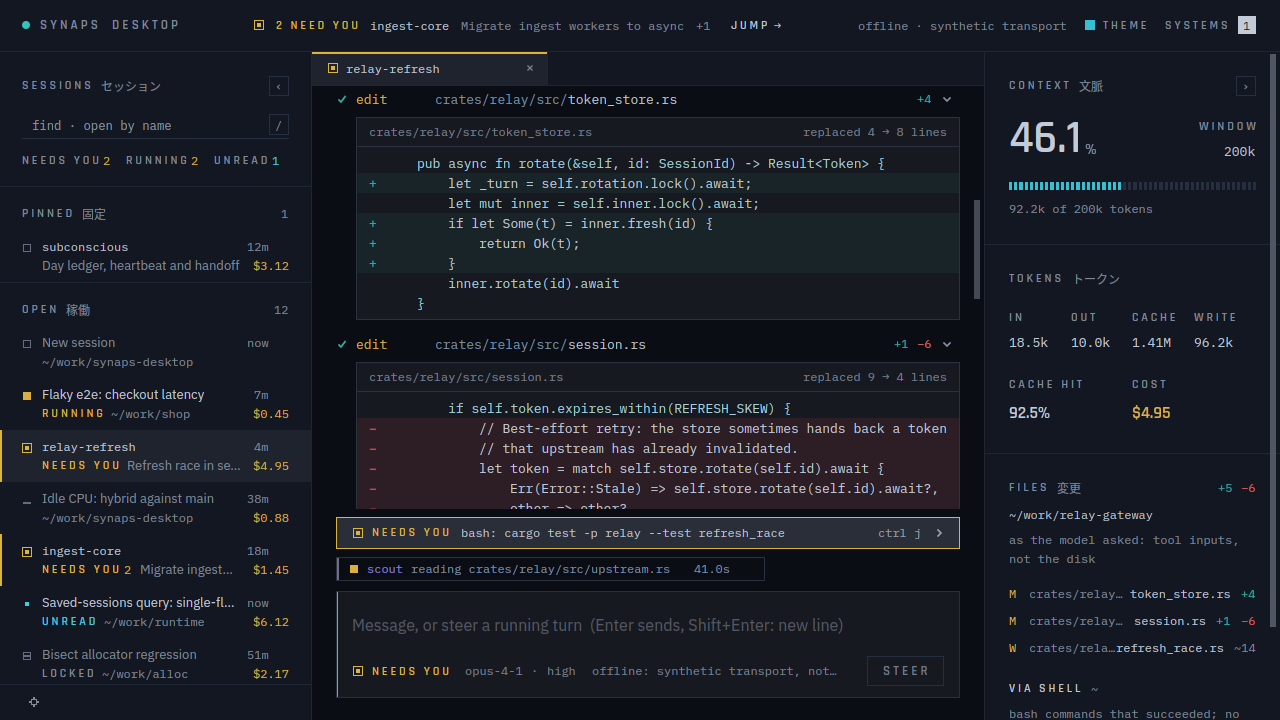 SYNAPS DESKTOP
2 NEED YOU ingest-core Migrate ingest workers to async +1 JUMP →
offline · synthetic transport THEME SYSTEMS 1
SESSIONS セッション ‹
find · open by name /
NEEDS YOU 2 RUNNING 2 UNREAD 1
PINNED 固定 1
subconscious 12m
Day ledger, heartbeat and handoff $3.12
OPEN 稼働 12
New session now
~/work/synaps-desktop
Flaky e2e: checkout latency 7m
RUNNING ~/work/shop $0.45
relay-refresh 4m
NEEDS YOU Refresh race in se… $4.95
Idle CPU: hybrid against main 38m
~/work/synaps-desktop $0.88
ingest-core 18m
NEEDS YOU 2 Migrate ingest… $1.45
Saved-sessions query: single-fl… now
UNREAD ~/work/runtime $6.12
Bisect allocator regression 51m
LOCKED ~/work/alloc $2.17
relay-refresh ×
✓ edit crates/relay/src/token_store.rs +4
crates/relay/src/token_store.rs replaced 4 → 8 lines
pub async fn rotate(&self, id: SessionId) -> Result<Token> {
+ let _turn = self.rotation.lock().await;
let mut inner = self.inner.lock().await;
+ if let Some(t) = inner.fresh(id) {
+ return Ok(t);
+ }
inner.rotate(id).await
}
✓ edit crates/relay/src/session.rs +1 −6
crates/relay/src/session.rs replaced 9 → 4 lines
if self.token.expires_within(REFRESH_SKEW) {
− // Best-effort retry: the store sometimes hands back a token
− // that upstream has already invalidated.
− let token = match self.store.rotate(self.id).await {
− Err(Error::Stale) => self.store.rotate(self.id).await?,
− other => other?
NEEDS YOU bash: cargo test -p relay --test refresh_race ctrl j ›
scout reading crates/relay/src/upstream.rs 41.0s
Message, or steer a running turn (Enter sends, Shift+Enter: new line)
NEEDS YOU opus-4-1 · high offline: synthetic transport, not… STEER
CONTEXT 文脈 ›
46.1% WINDOW
200k
92.2k of 200k tokens
TOKENS トークン
IN OUT CACHE WRITE
18.5k 10.0k 1.41M 96.2k
CACHE HIT COST
92.5% $4.95
FILES 変更 +5 −6
~/work/relay-gateway
as the model asked: tool inputs,
not the disk
M crates/relay… token_store.rs +4
M crates/relay… session.rs +1 −6
W crates/rela…refresh_race.rs ~14
VIA SHELL ~
bash commands that succeeded; no